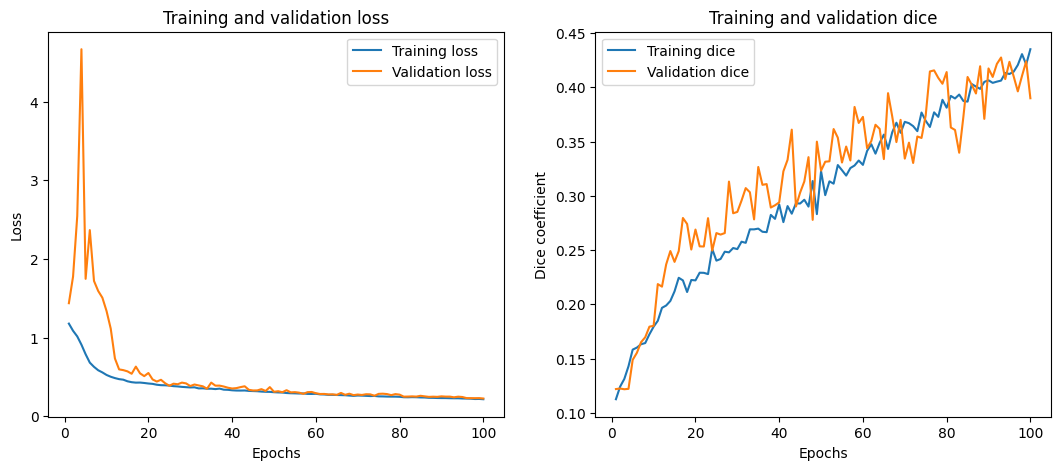 Training and validation loss
Training loss
Validation loss
4
3
2
1
0
Loss
0
20
40
60
80
100
Epochs
Training and validation dice
Training dice
Validation dice
0.45
0.40
0.35
0.30
0.25
0.20
0.15
0.10
Dice coefficient
0
20
40
60
80
100
Epochs